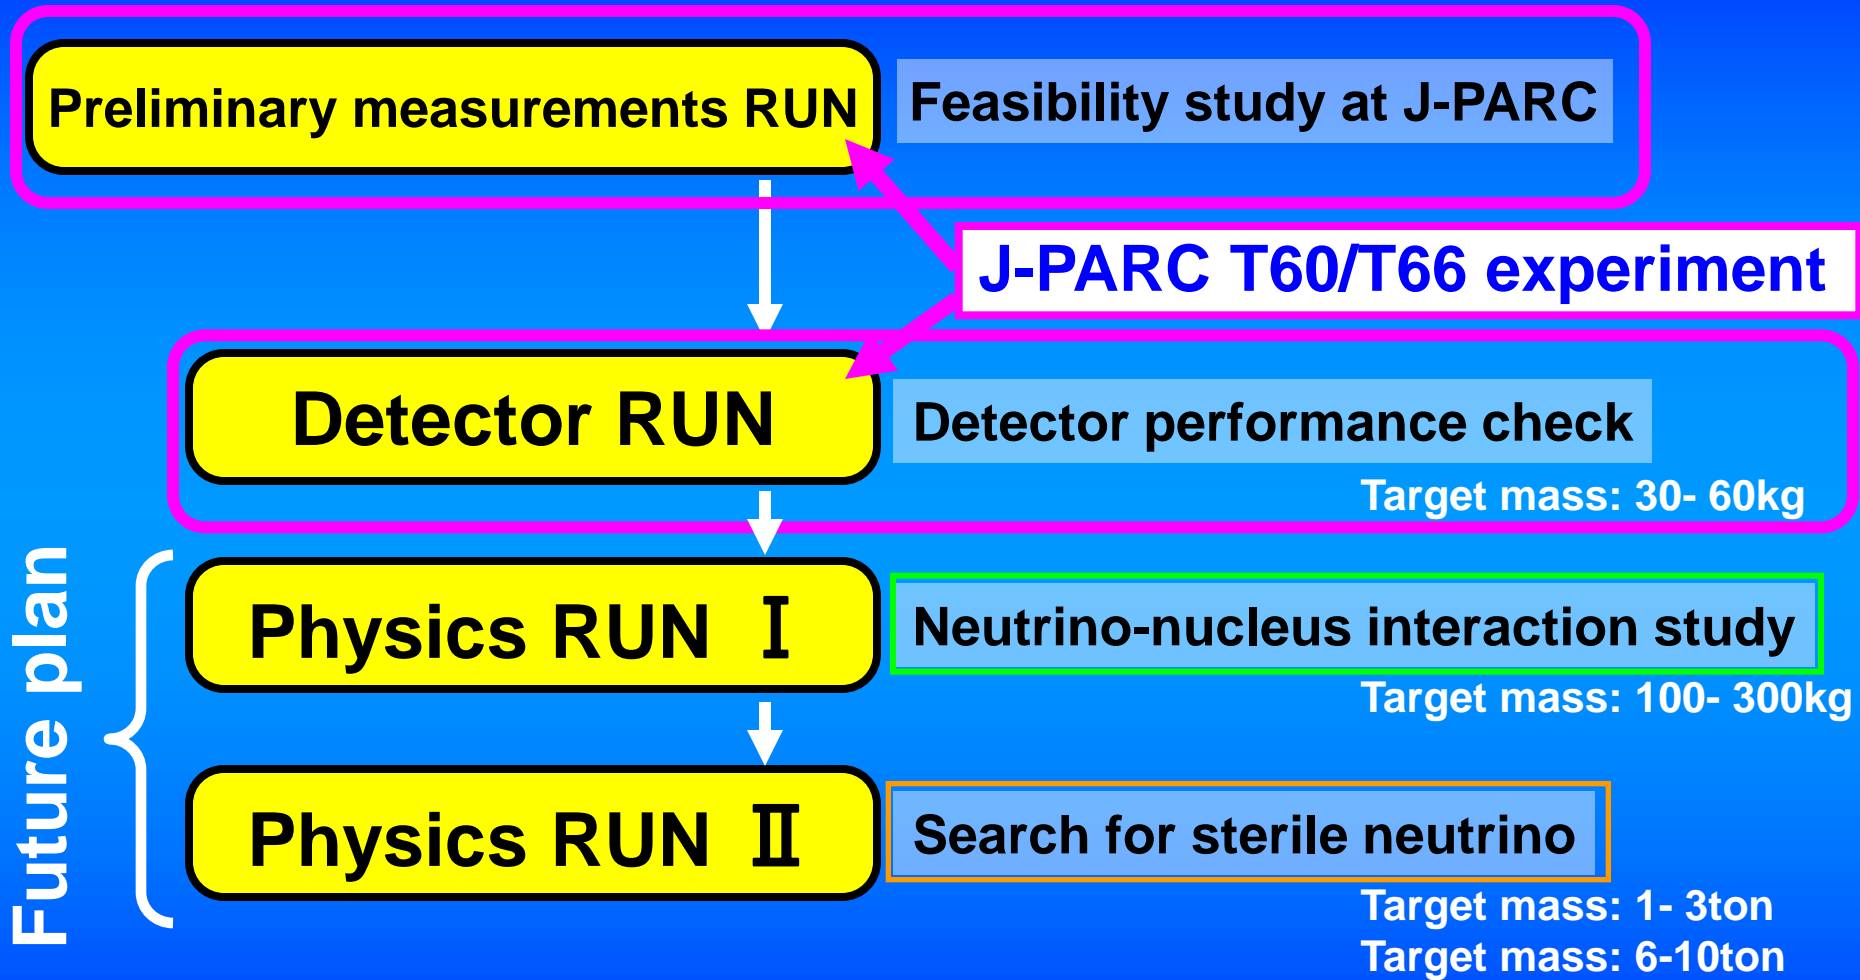 Preliminary measurements RUN
Feasibility study at J-PARC
J-PARC T60/T66 experiment
Detector RUN
Detector performance check
Target mass: 30- 60kg
Future plan
Physics RUN Ⅰ
Neutrino-nucleus interaction study
Target mass: 100- 300kg
Physics RUN Ⅱ
Search for sterile neutrino
Target mass: 1- 3ton
Target mass: 6-10ton